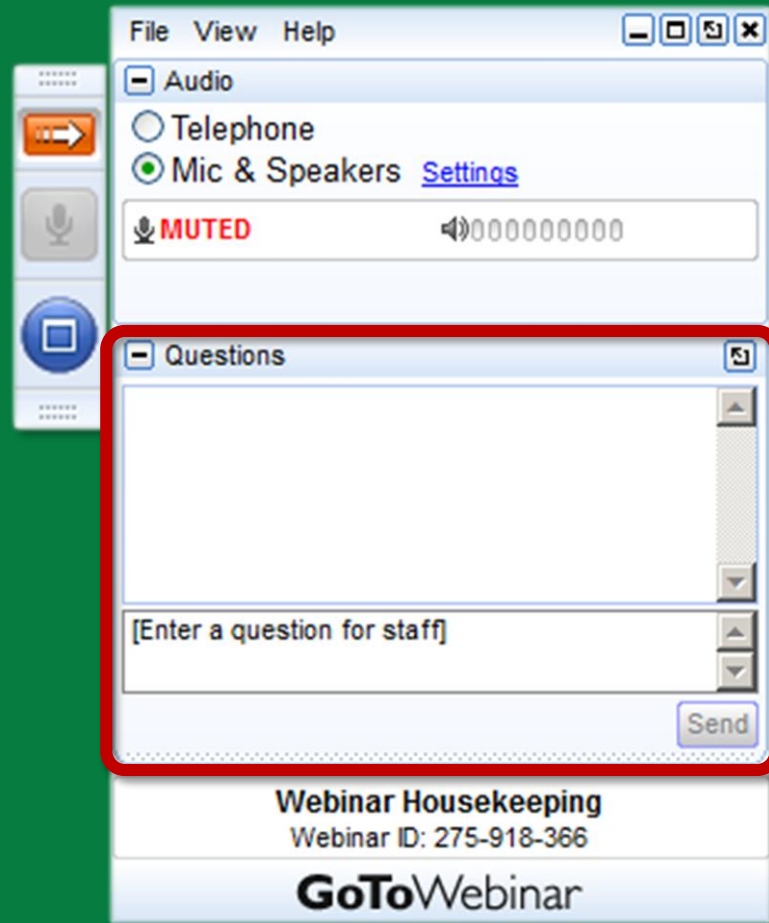 File View Help
Audio
Telephone
Mic & Speakers Settings
MUTED 000000000
Questions
[Enter a question for staff]
Send
Webinar Housekeeping
Webinar ID: 275-918-366
GoToWebinar